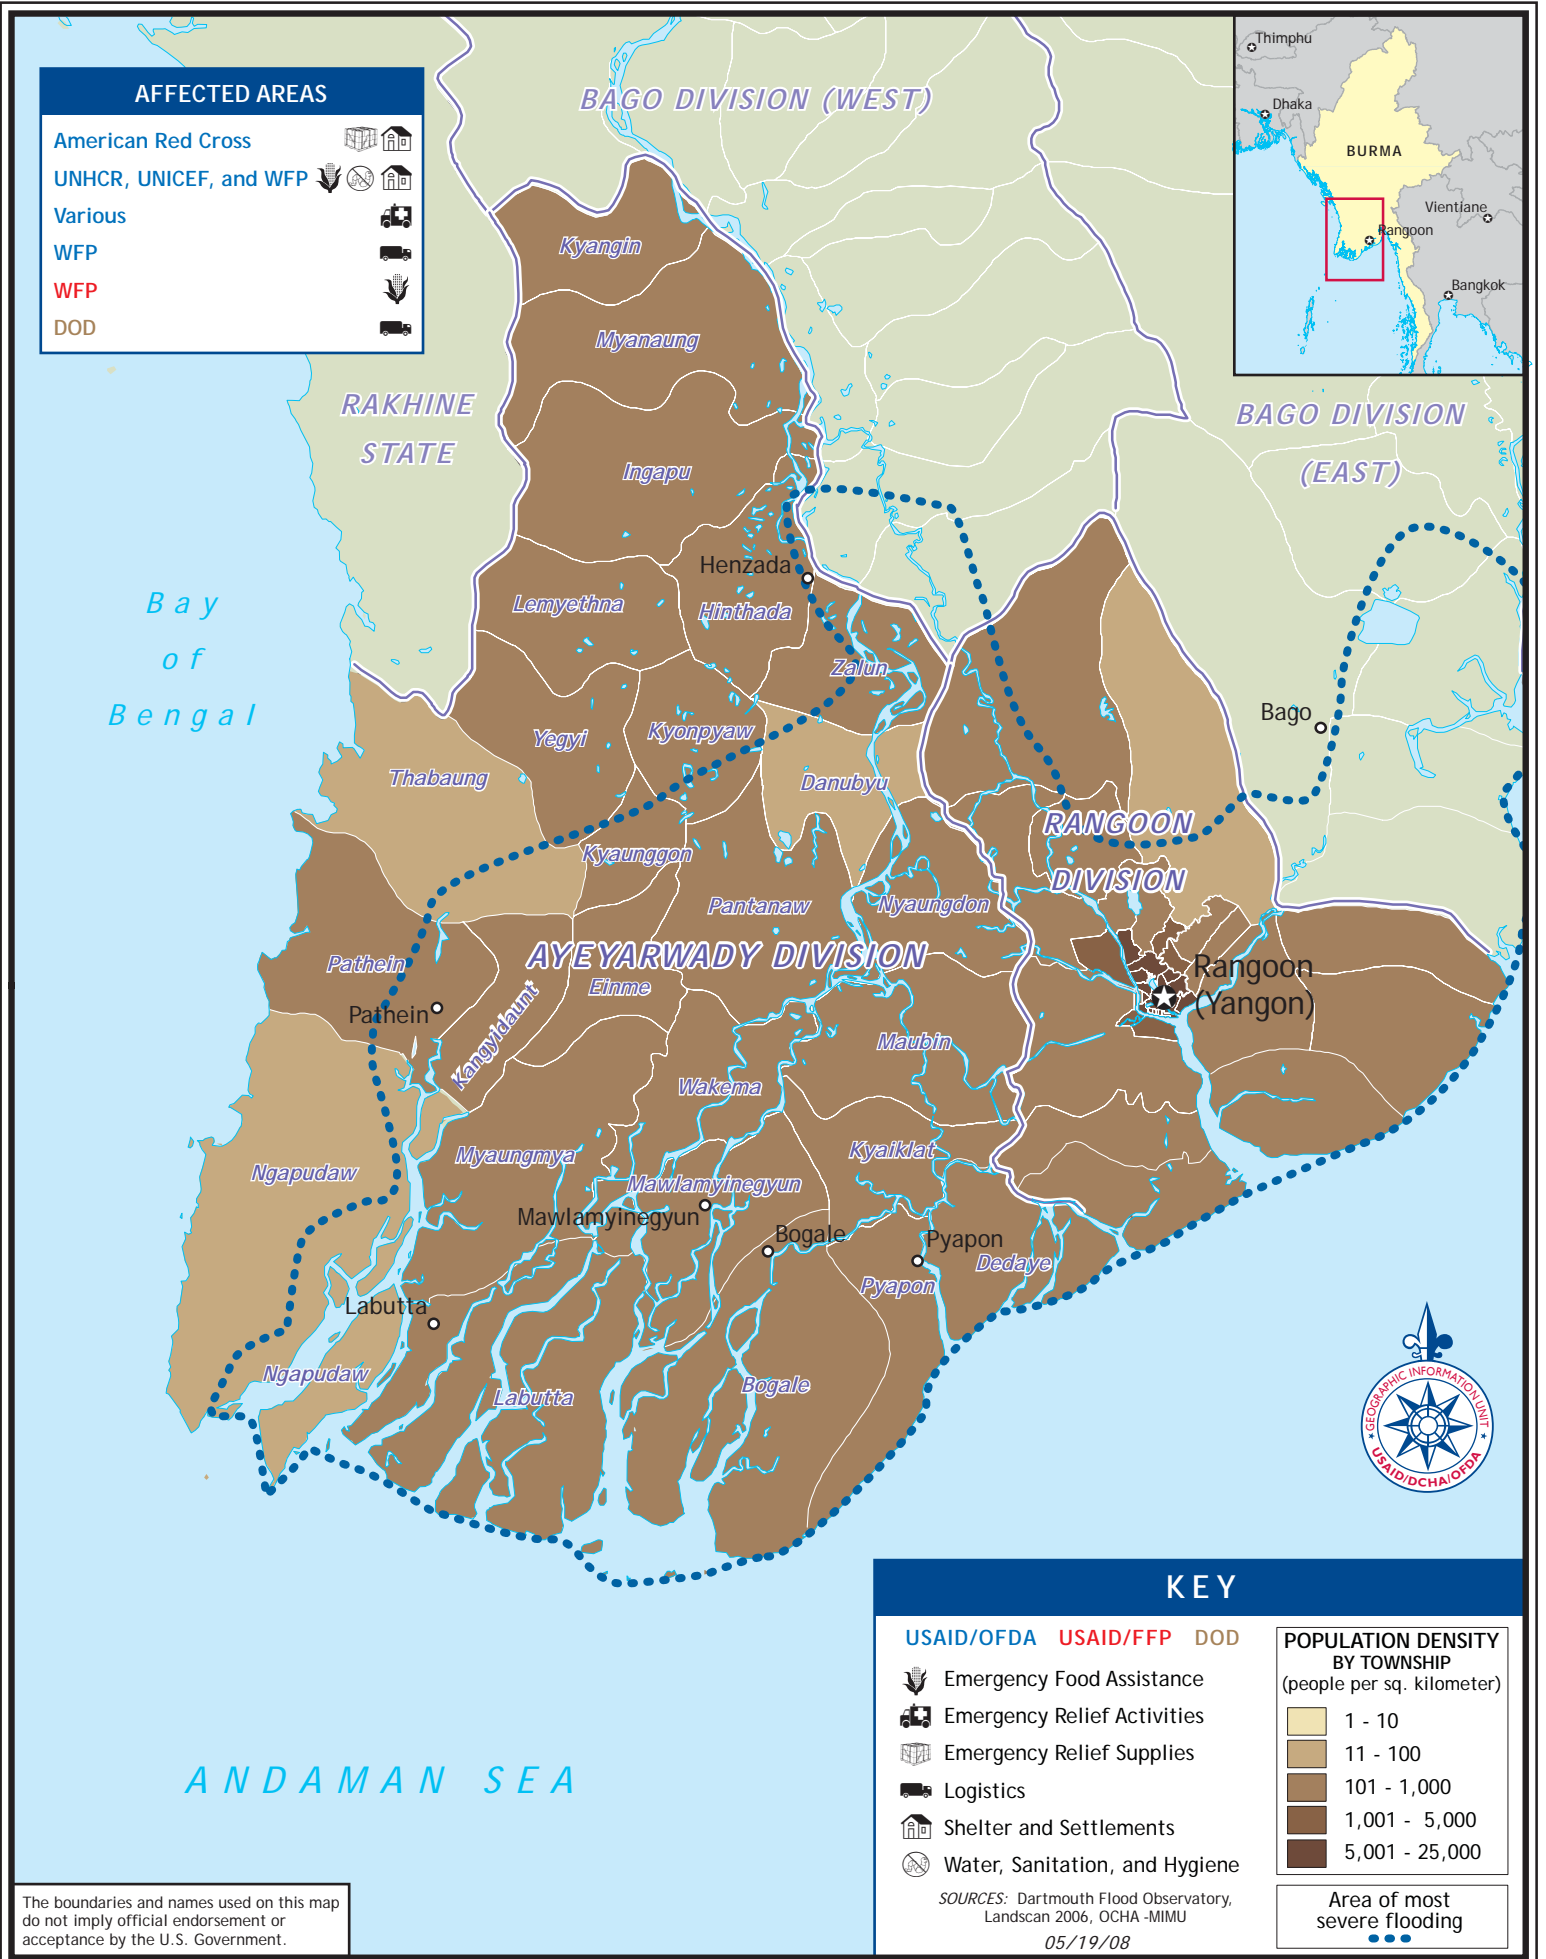 AFFECTED AREAS
American Red Cross
UNHCR, UNICEF, and WFP
Various
WFP
WFP
DOD
Thimphu
Dhaka
BURMA
Vientiane
Rangoon
Bangkok
BAGO DIVISION (WEST)
RAKHINE
STATE
BAGO DIVISION
(EAST)
Kyangin
Myanaung
Ingapu
Henzada
Lemyethna
Hinthada
Zalun
Bay
of
Bengal
Bago
Yegyi
Kyonpyaw
Thabaung
Danubyu
RANGOON
DIVISION
Kyaunggon
Pantanaw
Nyaungdon
AYEYARWADY DIVISION
Pathein
Einme
Rangoon
(Yangon)
Pathein
Kangyidaunt
Maubin
Wakema
Myaungmya
Kyaiklat
Ngapudaw
Mawlamyinegyun
Mawlamyinegyun
Bogale
Pyapon
Dedaye
Pyapon
Labutta
Ngapudaw
Labutta
Bogale
GEOGRAPHIC INFORMATION UNIT
USAID/DCHA/OFDA
ANDAMAN SEA
KEY
USAID/OFDA USAID/FFP DOD
Emergency Food Assistance
Emergency Relief Activities
Emergency Relief Supplies
Logistics
Shelter and Settlements
Water, Sanitation, and Hygiene
SOURCES: Dartmouth Flood Observatory,
Landscan 2006, OCHA -MIMU
05/19/08
POPULATION DENSITY
BY TOWNSHIP
(people per sq. kilometer)
1 - 10
11 - 100
101 - 1,000
1,001 - 5,000
5,001 - 25,000
Area of most
severe flooding
The boundaries and names used on this map
do not imply official endorsement or
acceptance by the U.S. Government.